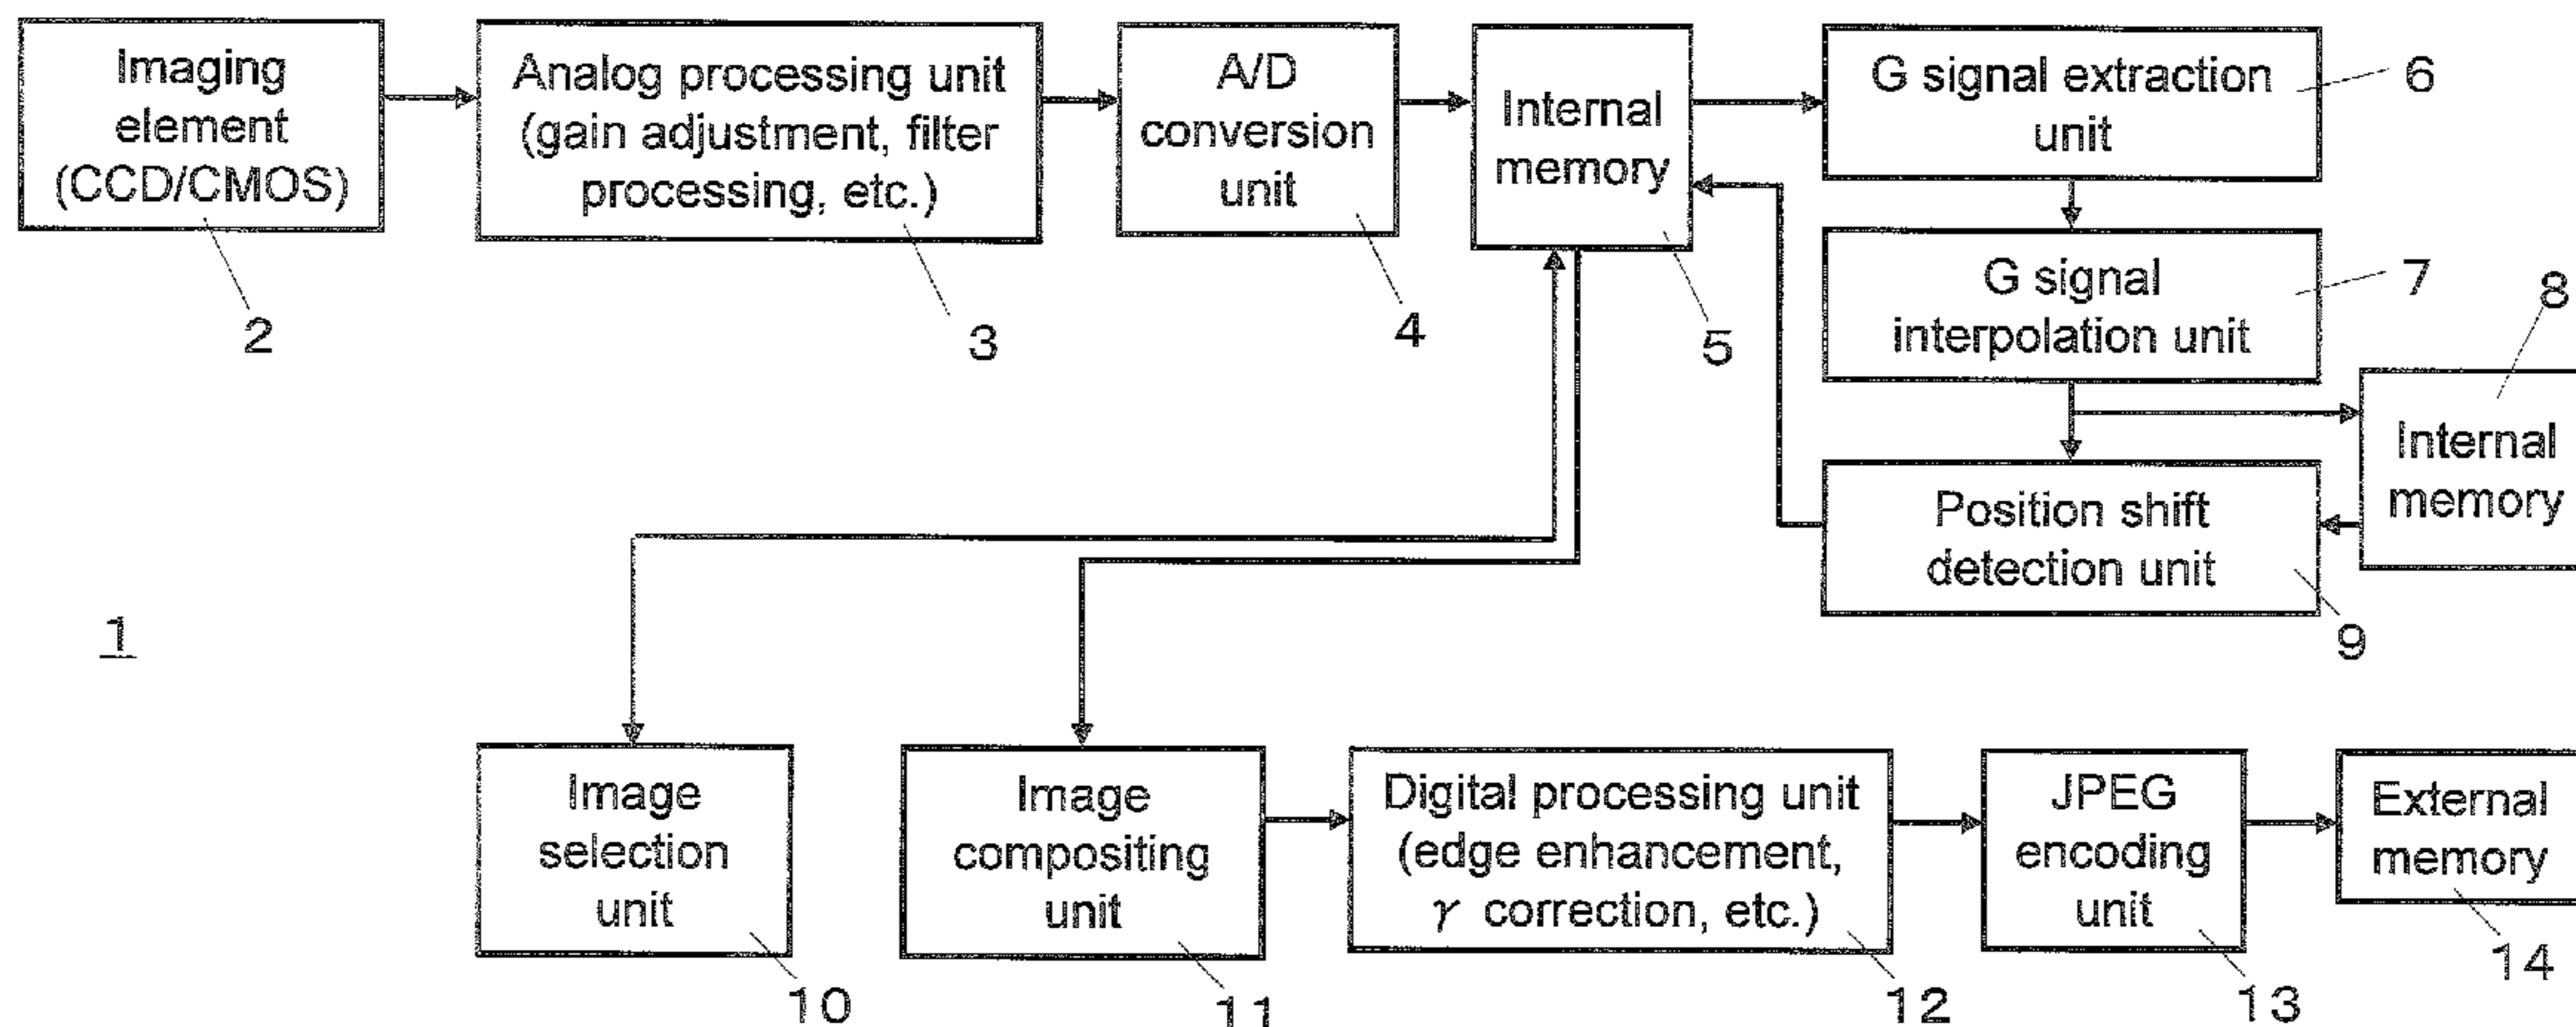 Imaging
element
(CCD/CMOS)
2
Analog processing unit
(gain adjustment, filter
processing, etc.)
3
A/D
conversion
unit
4
Internal
memory
5
G signal extraction
unit
6
G signal
interpolation unit
7
8
Internal
memory
Position shift
detection unit
9
1
Image
selection
unit
10
Image
compositing
unit
11
Digital processing unit
(edge enhancement,
γ correction, etc.)
12
JPEG
encoding
unit
13
External
memory
14